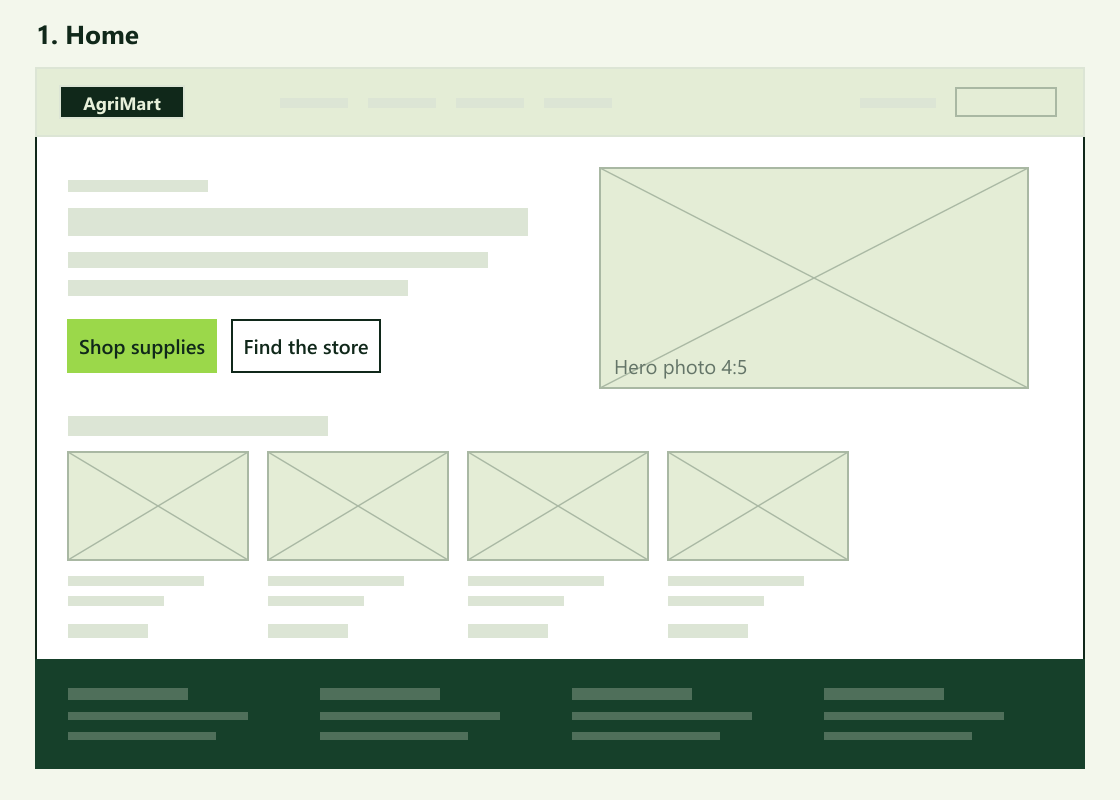 1. Home
AgriMart
Shop supplies
Find the store
Hero photo 4:5